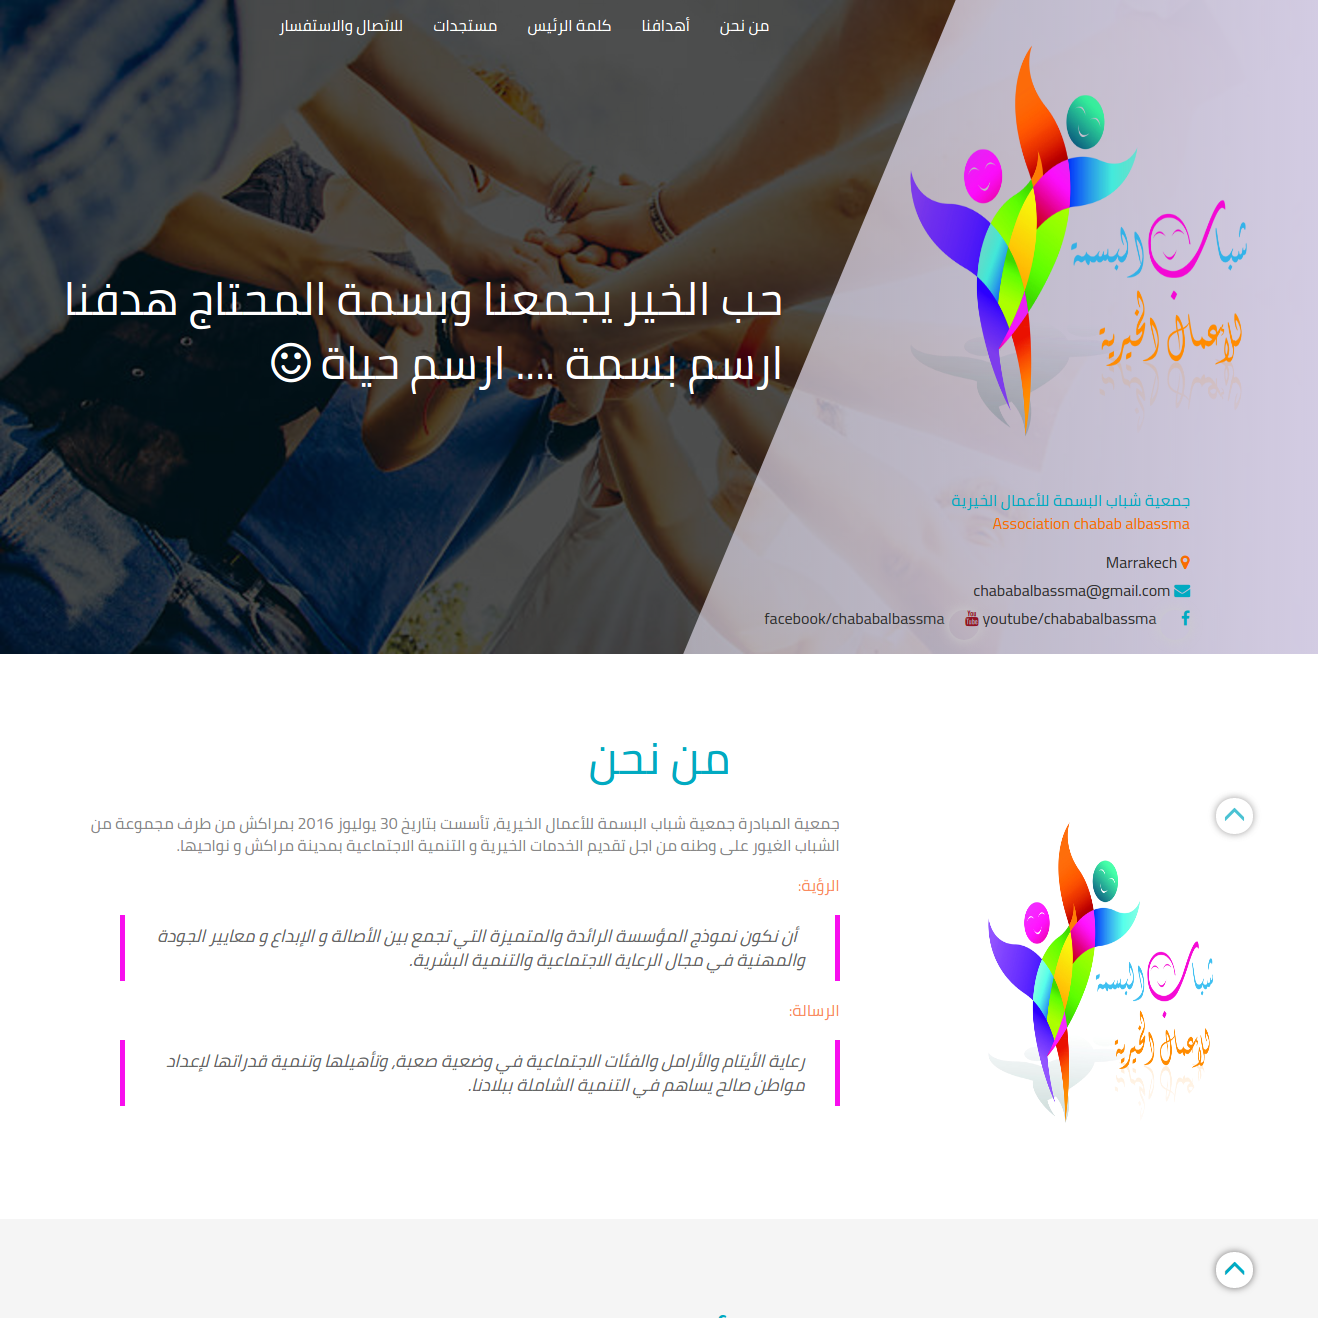 من نحن
أهدافنا
كلمة الرئيس
مستجدات
للاتصال والاستفسار
شباب البسمة
للأعمال الخيرية
حب الخير يجمعنا وبسمة المحتاج هدفنا
ارسم بسمة .... ارسم حياة
جمعية شباب البسمة للأعمال الخيرية
Association chabab albassma
Marrakech
chababalbassma@gmail.com
facebook/chababalbassma
You Tube youtube/chababalbassma
من نحن
جمعية المبادرة جمعية شباب البسمة للأعمال الخيرية, تأسست بتاريخ 30 يوليوز 2016 بمراكش من طرف مجموعة من
الشباب الغيور على وطنه من اجل تقديم الخدمات الخيرية و التنمية الاجتماعية بمدينة مراكش و نواحيها.
الرؤية:
أن نكون نموذج المؤسسة الرائدة والمتميزة التي تجمع بين الأصالة و الإبداع و معايير الجودة
والمهنية في مجال الرعاية الاجتماعية والتنمية البشرية.
الرسالة:
رعاية الأيتام والأرامل والفئات الاجتماعية في وضعية صعبة, وتأهيلها وتنمية قدراتها لإعداد
مواطن صالح يساهم في التنمية الشاملة ببلادنا.
شباب البسمة
للأعمال الخيرية